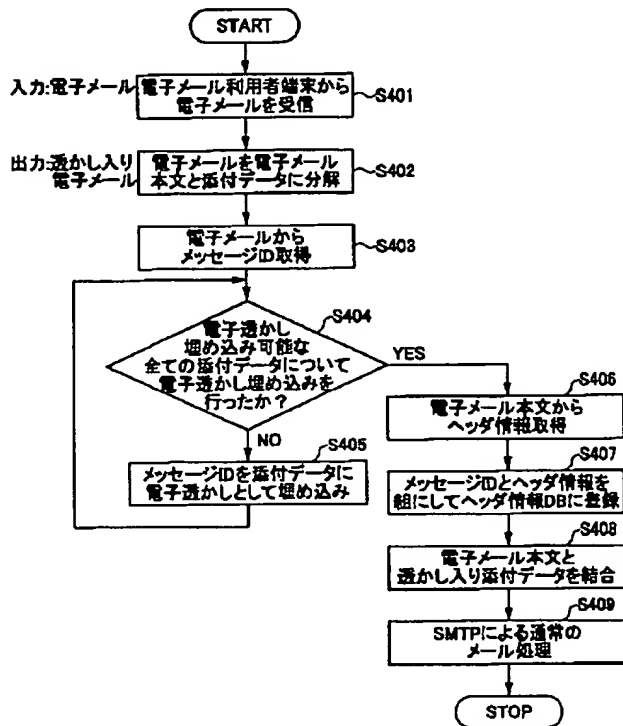 START
入力:電子メール
電子メール利用者端末から
電子メールを受信
S401
出力:透かし入り
電子メール
電子メールを電子メール
本文と添付データに分解
S402
電子メールから
メッセージID取得
S403
電子透かし
埋め込み可能な
全ての添付データについて
電子透かし埋め込みを
行ったか?
S404
YES
NO
メッセージIDを添付データに
電子透かしとして埋め込み
S405
電子メール本文から
ヘッダ情報取得
S406
メッセージIDとヘッダ情報を
組にしてヘッダ情報DBに登録
S407
電子メール本文と
透かし入り添付データを結合
S408
SMTPによる通常の
メール処理
S409
STOP